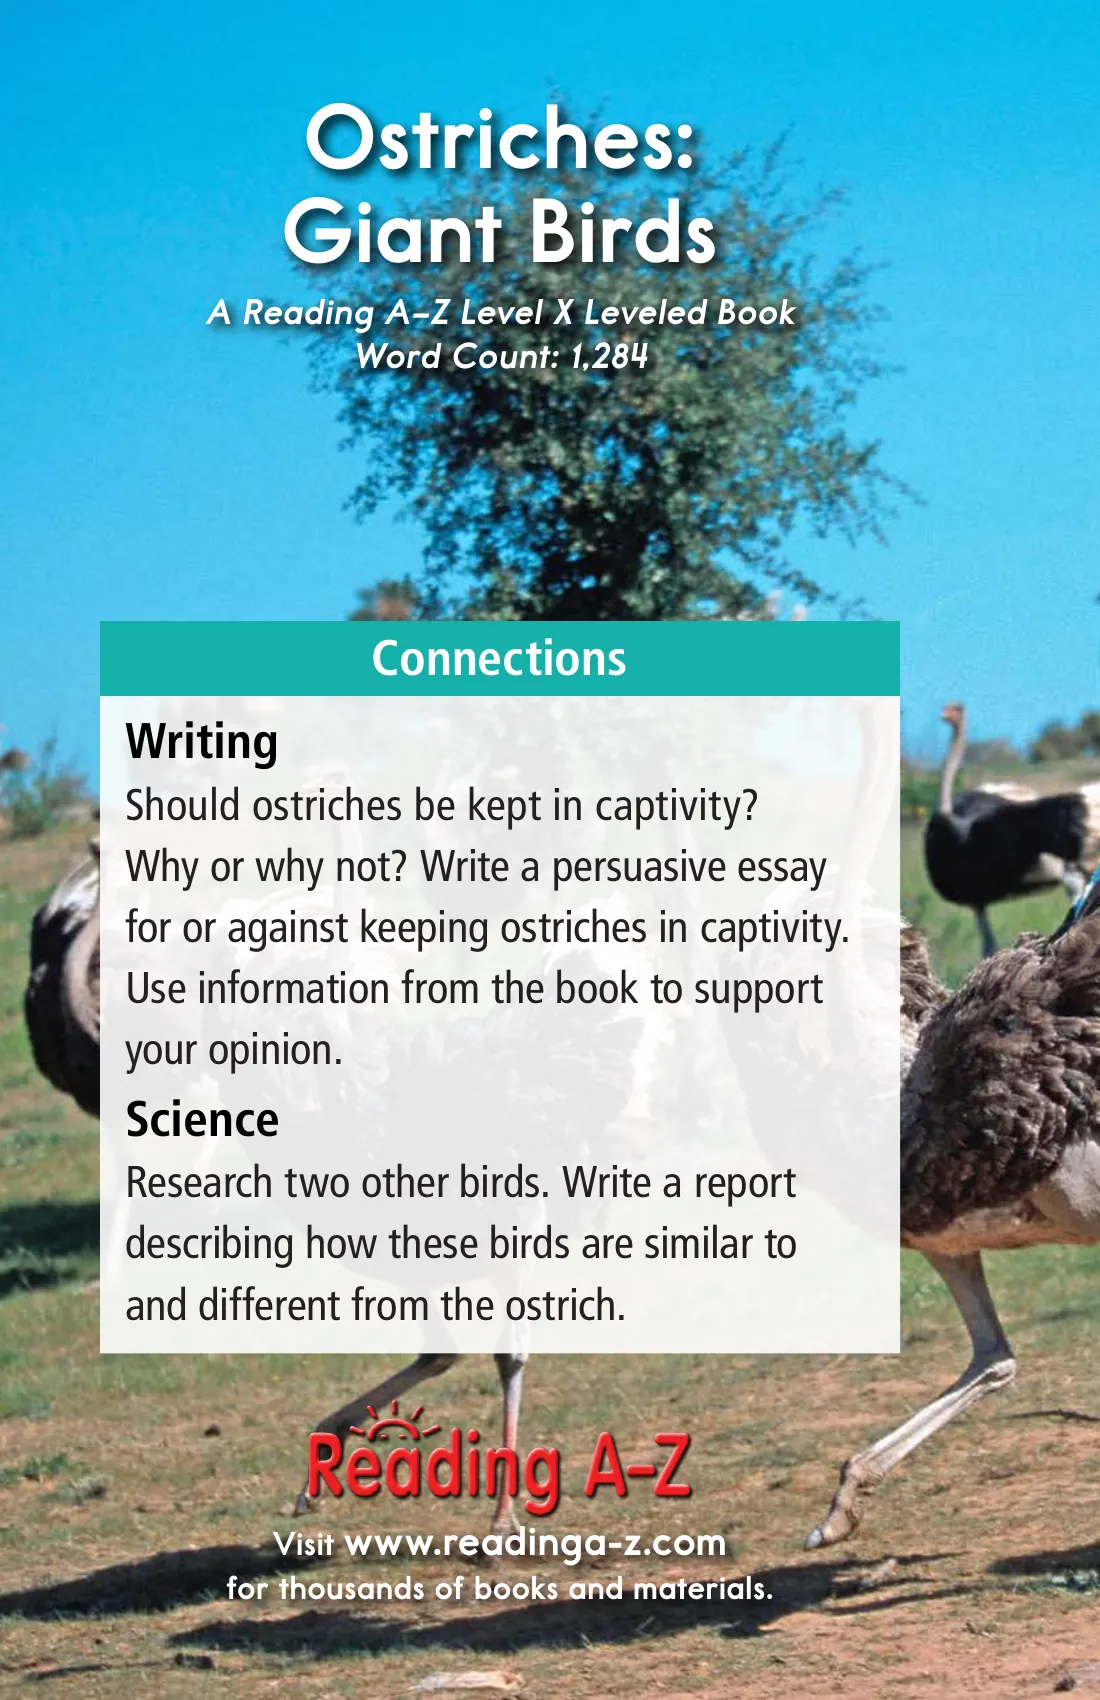 Ostriches:
Giant Birds
A Reading A–Z Level X Leveled Book
Word Count: 1,284
Connections
Writing
Should ostriches be kept in captivity?
Why or why not? Write a persuasive essay
for or against keeping ostriches in captivity.
Use information from the book to support
your opinion.
Science
Research two other birds. Write a report
describing how these birds are similar to
and different from the ostrich.
Reading A–Z
Visit www.readinga-z.com
for thousands of books and materials.